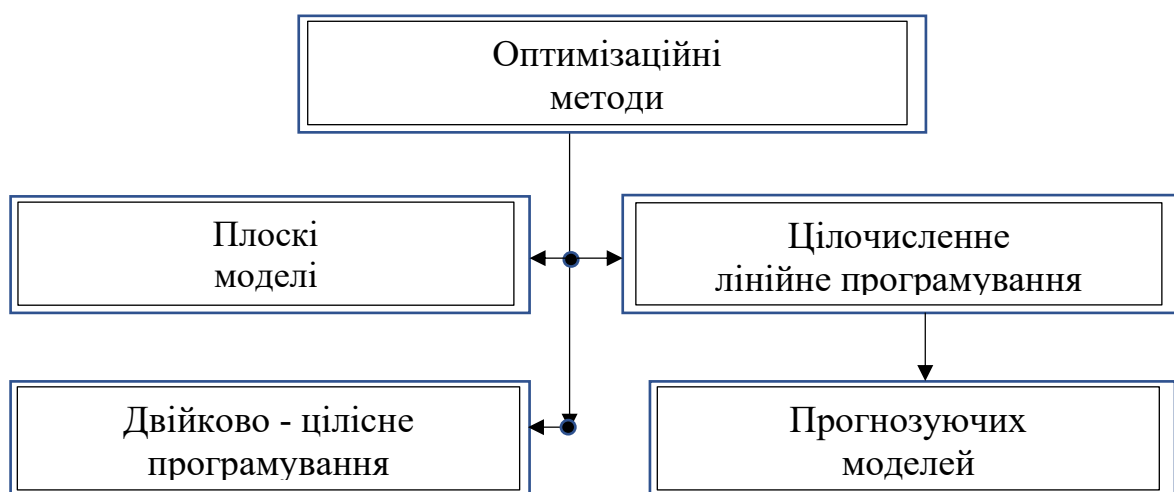 Оптимізаційні
методи
Плоскі
моделі
Цілочисленне
лінійне програмування
Двійково - цілісне
програмування
Прогнозуючих
моделей